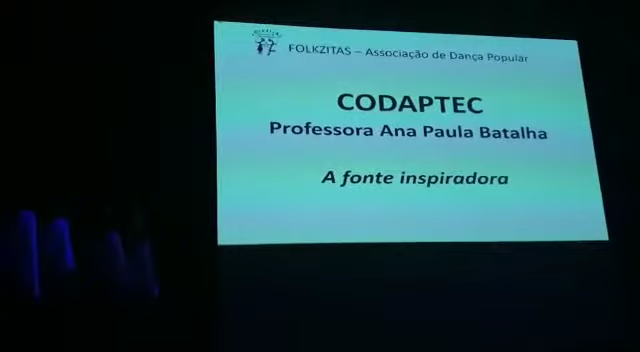 FOLKZITAS – Associação de Dança Popular
CODAPTEC
Professora Ana Paula Batalha
A fonte inspiradora